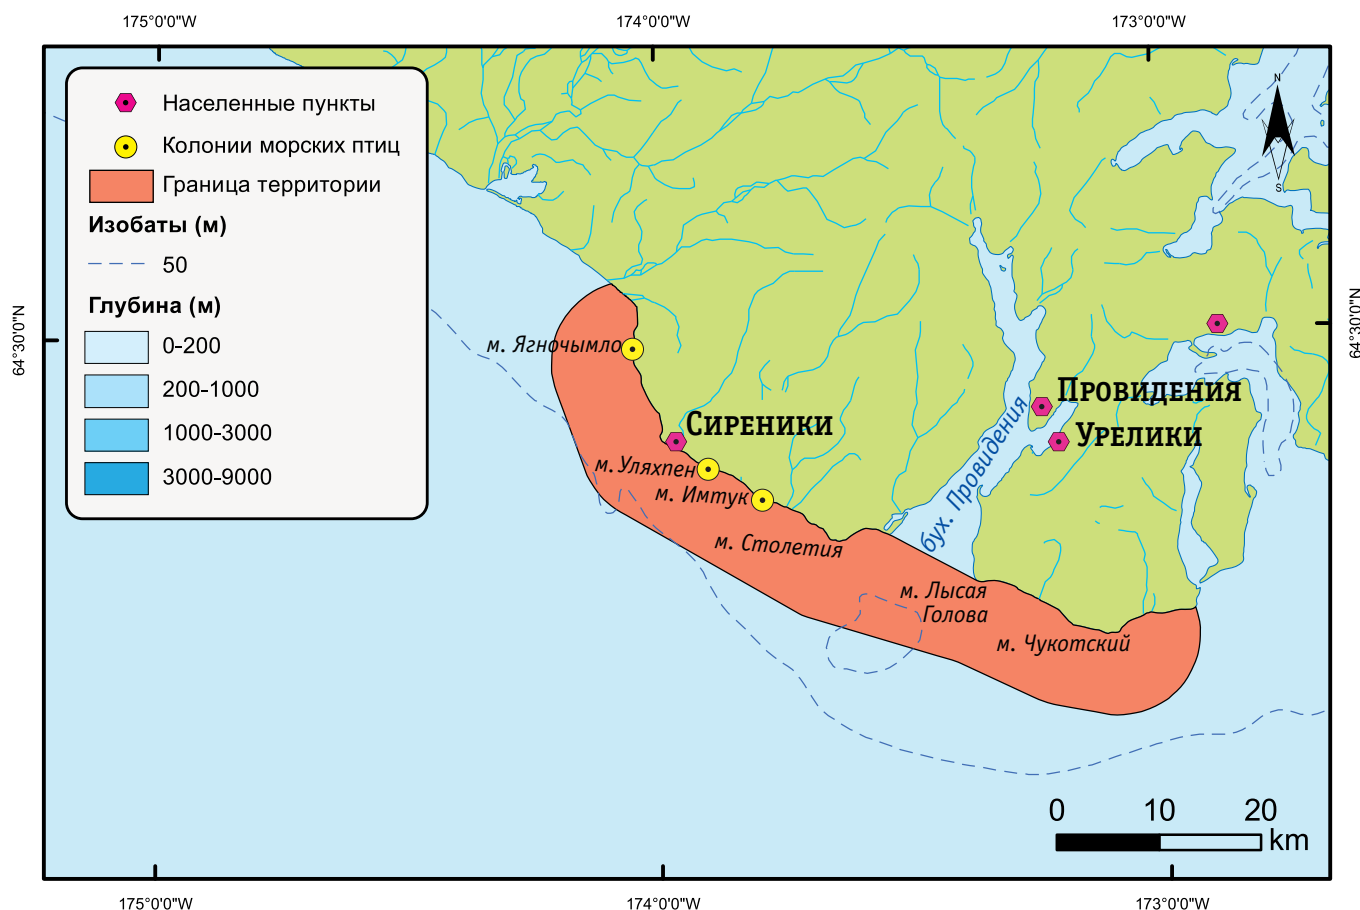 175°0'0"W
174°0'0"W
173°0'0"W
N
S
Населенные пункты
Колонии морских птиц
Граница территории
Изобаты (м)
50
Глубина (м)
0-200
200-1000
1000-3000
3000-9000
64°30'0"N
64°30'0"N
м. Ягночымло
Провидения
Сиреники
Урелики
м. Уляхпен
м. Имтук
бух. Провидения
м. Столетия
м. Лысая
Голова
м. Чукотский
0 10 20
km
175°0'0"W
174°0'0"W
173°0'0"W